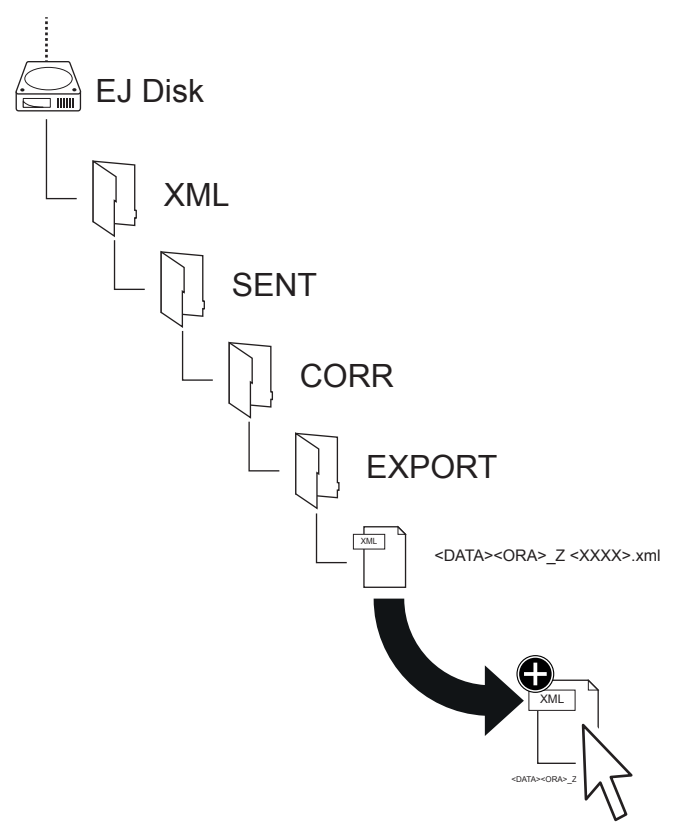 EJ Disk
XML
SENT
CORR
EXPORT
XML
<DATA><ORA>_Z <XXXX>.xml
XML
<DATA><ORA>_Z